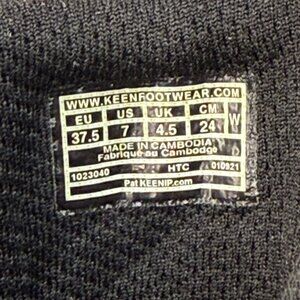 WWW.KEENFOOTWEAR.COM
EU US UK CM W
37.5 7 4.5 24
MADE IN CAMBODIA
Fabriqué au Cambodge
1023040 HTC 010921
Pat KEENIP.com